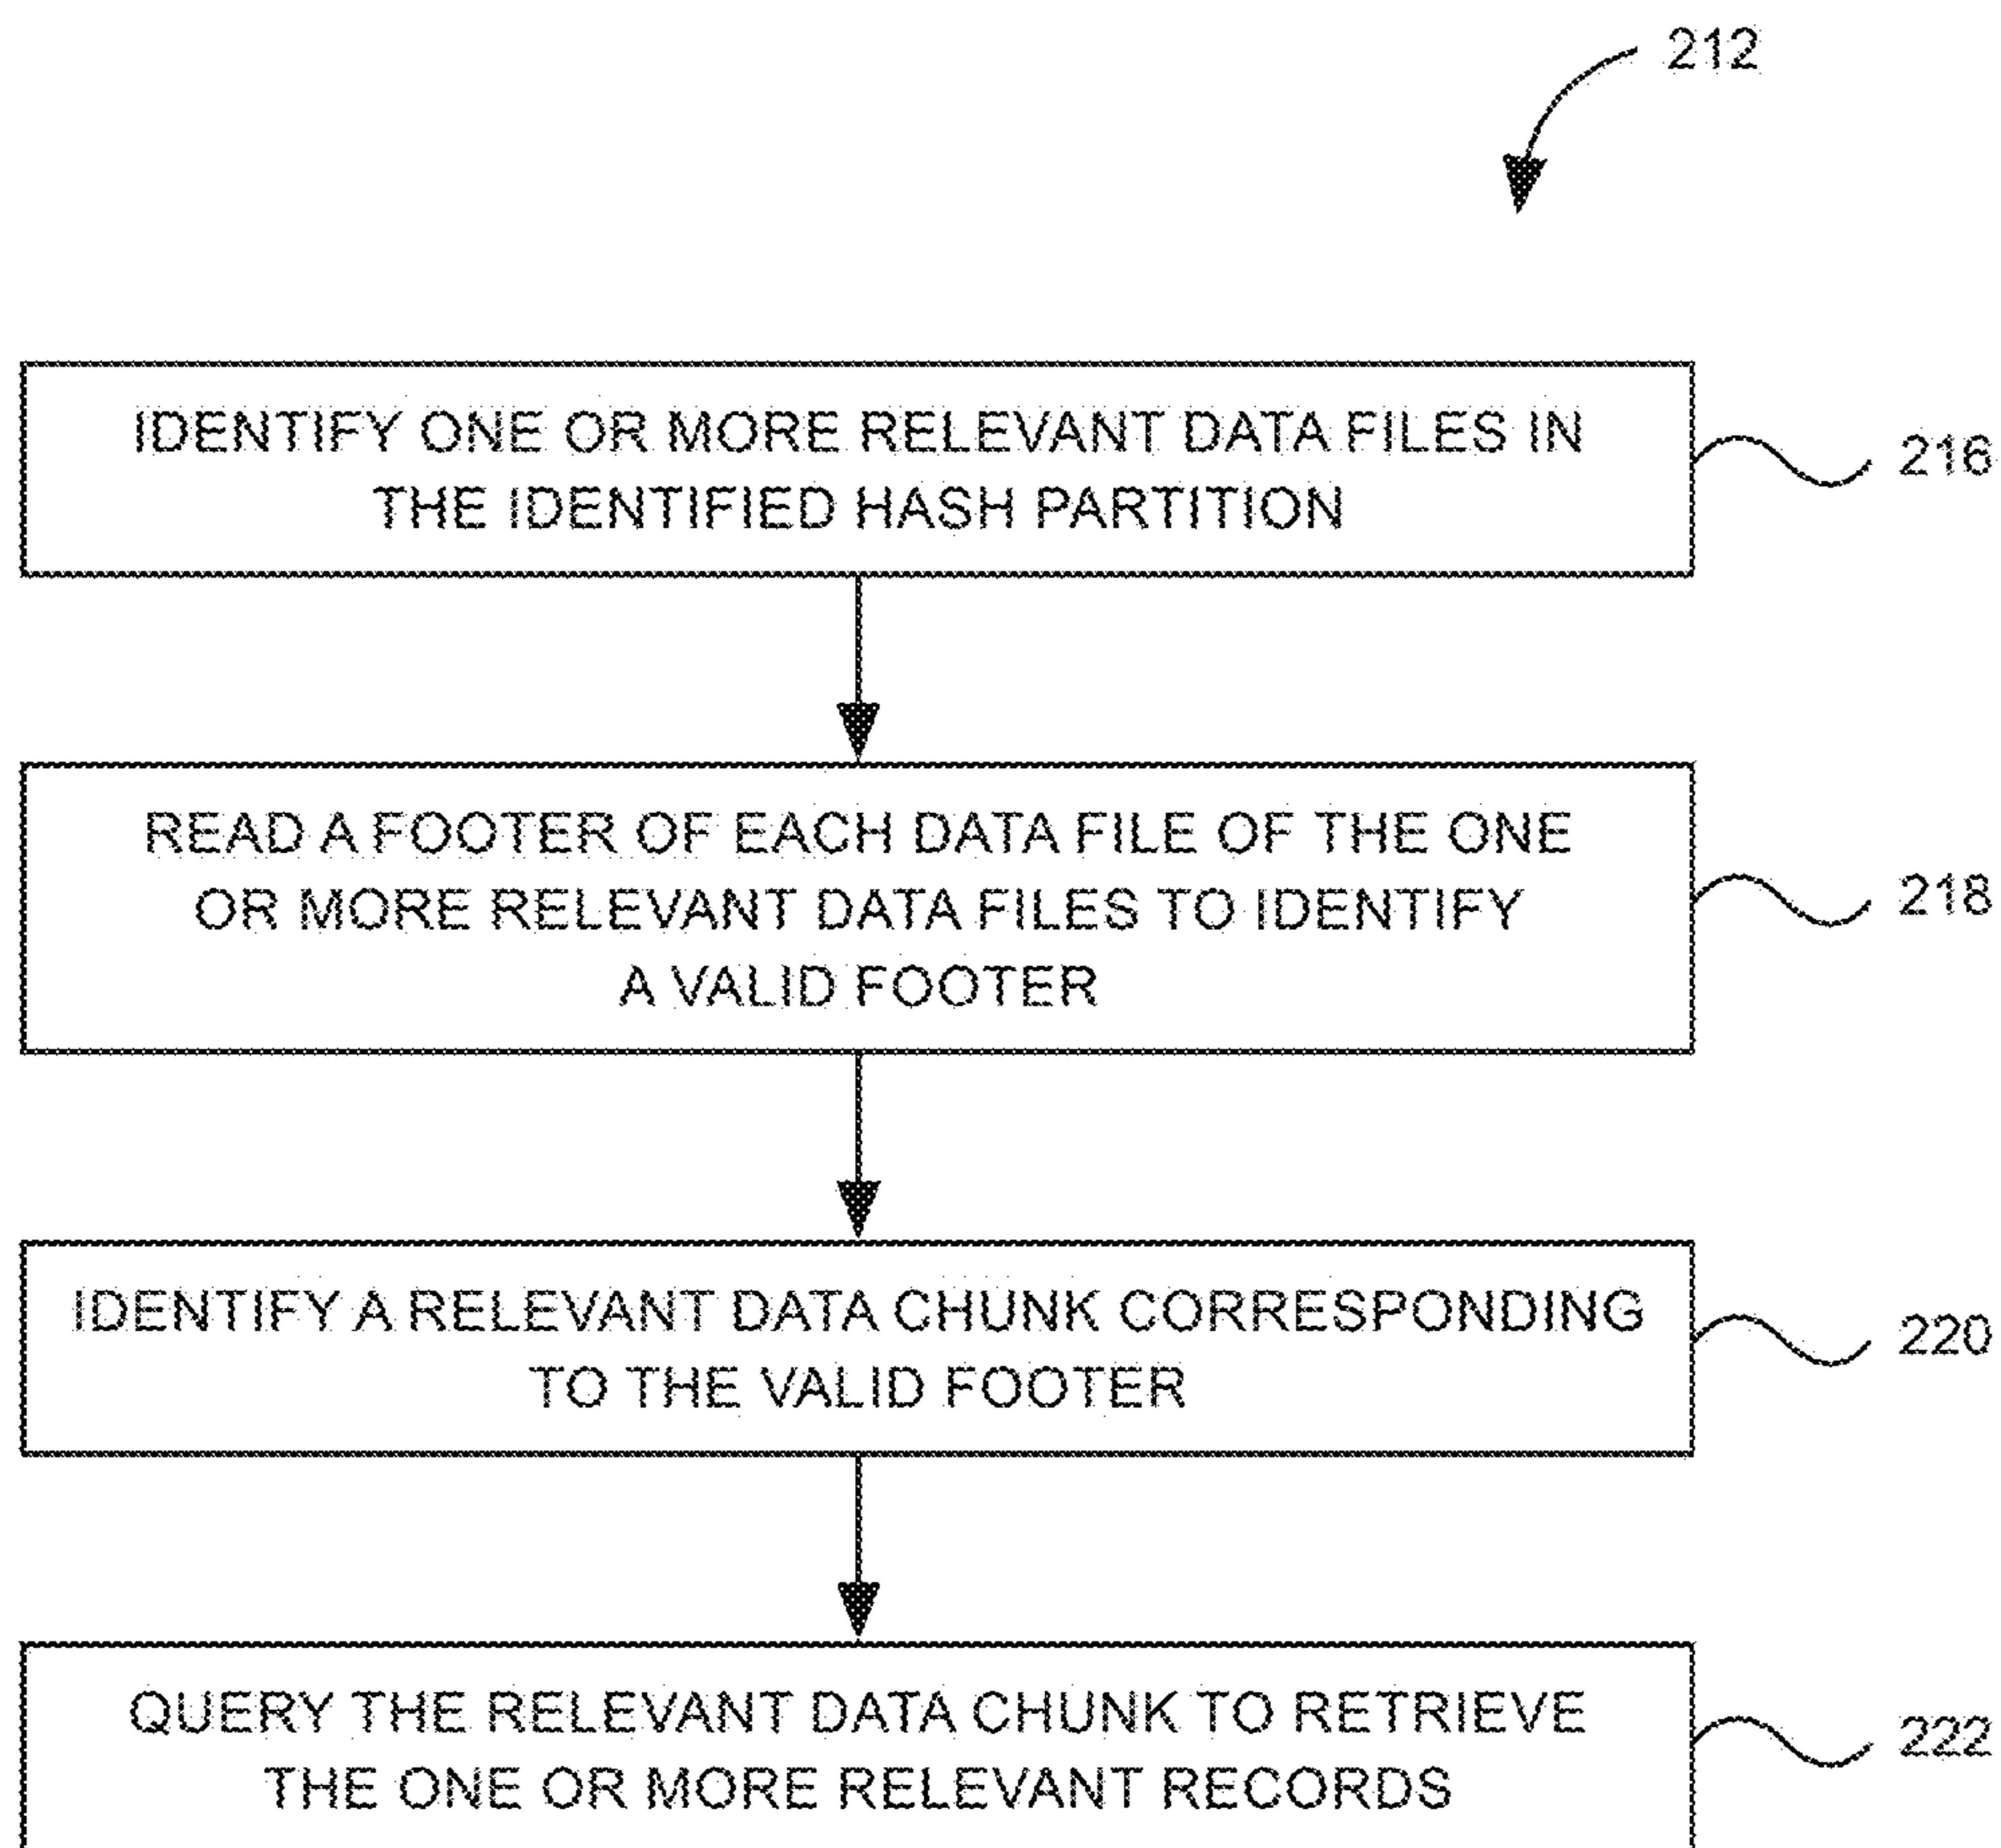 212
IDENTIFY ONE OR MORE RELEVANT DATA FILES IN
THE IDENTIFIED HASH PARTITION
216
READ A FOOTER OF EACH DATA FILE OF THE ONE
OR MORE RELEVANT DATA FILES TO IDENTIFY
A VALID FOOTER
218
IDENTIFY A RELEVANT DATA CHUNK CORRESPONDING
TO THE VALID FOOTER
220
QUERY THE RELEVANT DATA CHUNK TO RETRIEVE
THE ONE OR MORE RELEVANT RECORDS
222